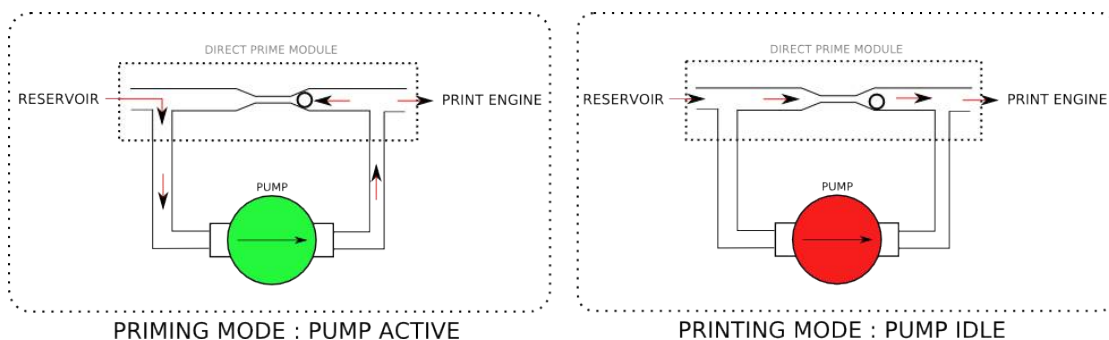 DIRECT PRIME MODULE
RESERVOIR
PRINT ENGINE
PUMP
PRIMING MODE : PUMP ACTIVE
DIRECT PRIME MODULE
RESERVOIR
PRINT ENGINE
PUMP
PRINTING MODE : PUMP IDLE